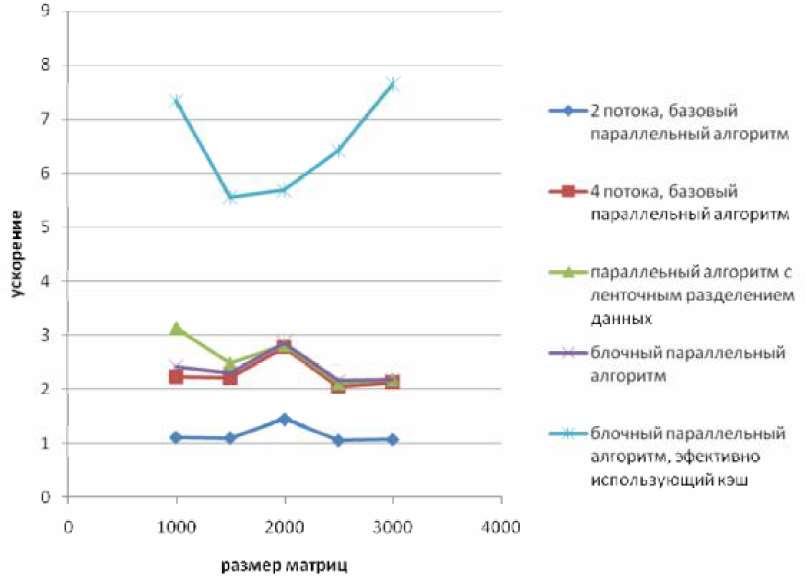 9
8
7
6
5
4
3
2
1
0
ускорение
0 1000 2000 3000 4000
размер матриц
2 потока, базовый
параллельный алгоритм
4 потока, базовый
параллельный алгоритм
параллеьный алгоритм с
ленточным разделением
данных
блочный параллельный
алгоритм
блочный параллельный
алгоритм, эфективно
использующий кэш